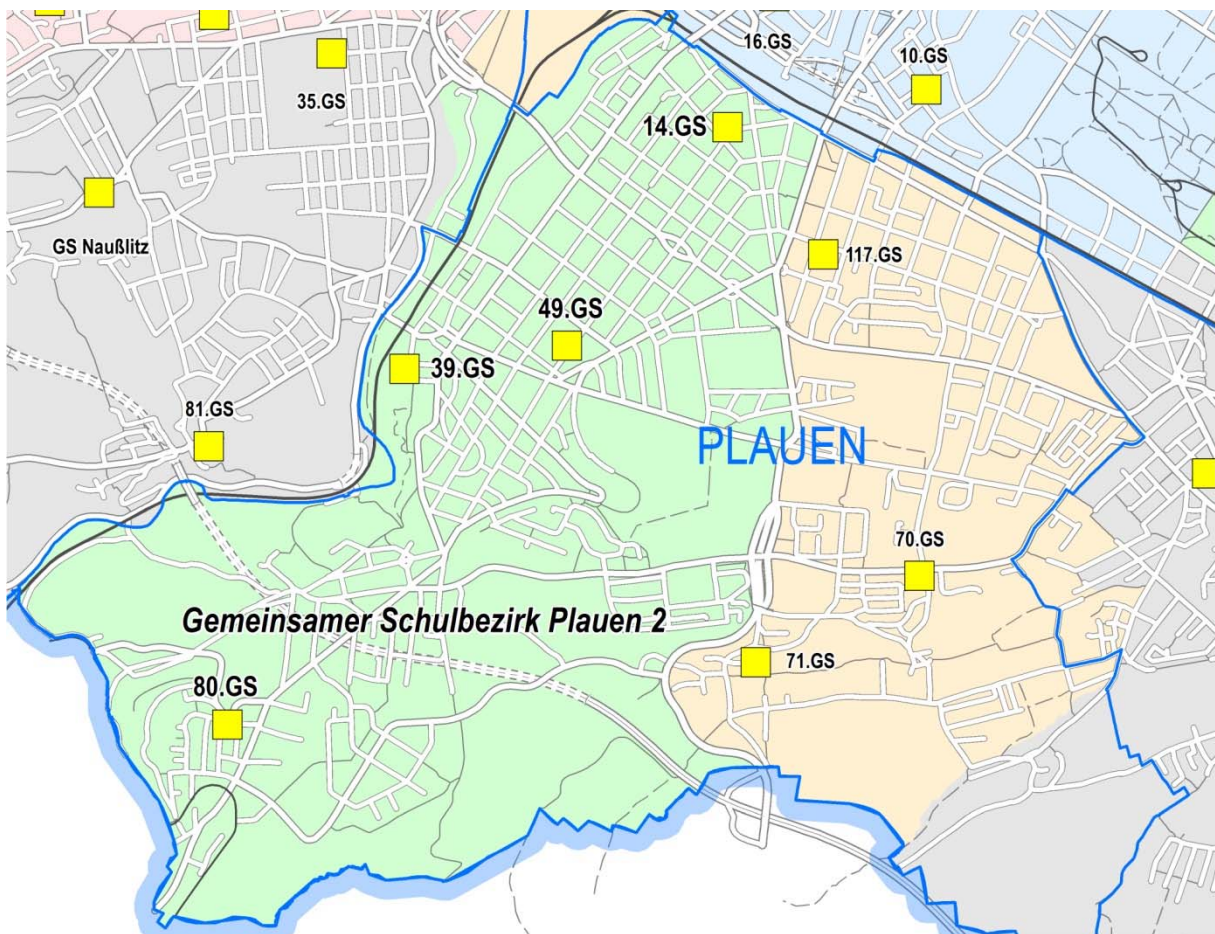 16.GS
10.GS
35.GS
14.GS
GS Naußlitz
117.GS
49.GS
39.GS
81.GS
PLAUEN
70.GS
Gemeinsamer Schulbezirk Plauen 2
71.GS
80.GS